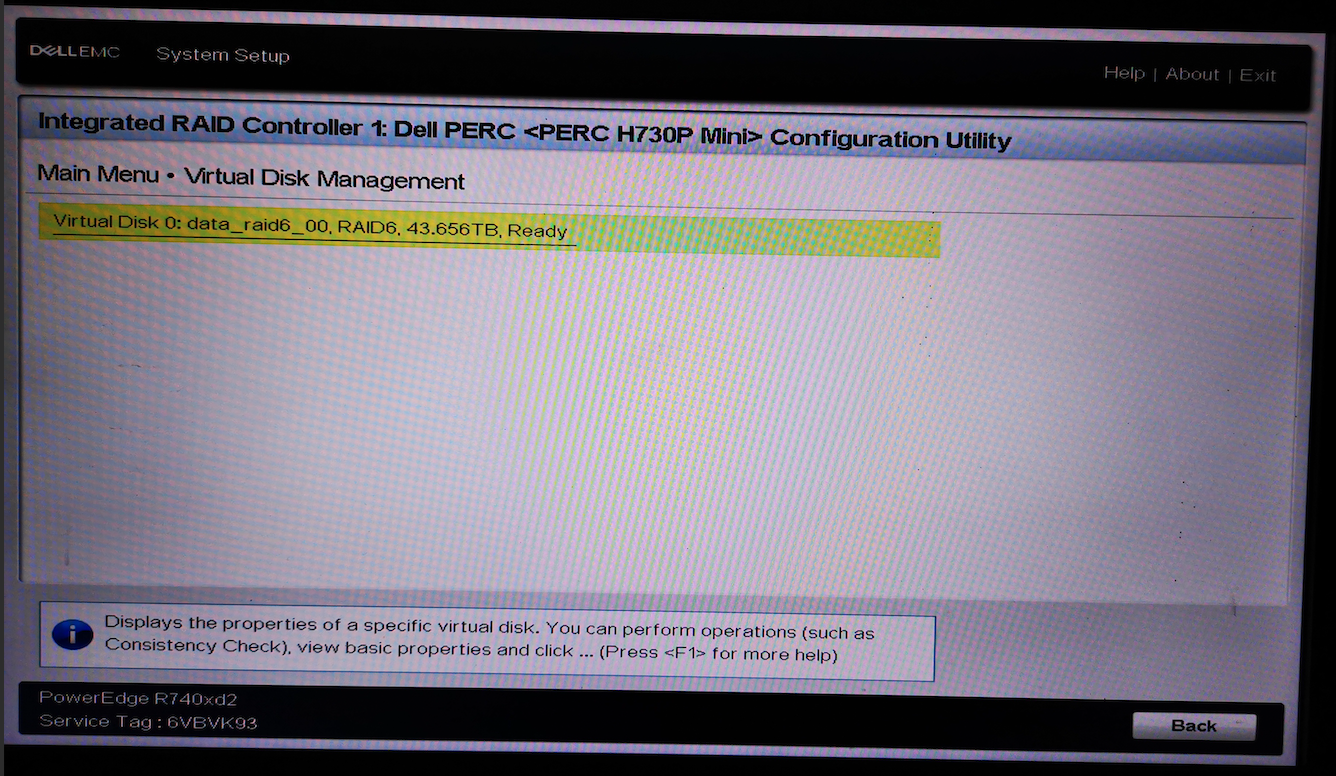 DELLEMC System Setup
Help | About | Exit
Integrated RAID Controller 1: Dell PERC <PERC H730P Mini> Configuration Utility
Main Menu • Virtual Disk Management
Virtual Disk 0: data_raid6_00, RAID6, 43.656TB, Ready
Displays the properties of a specific virtual disk. You can perform operations (such as
Consistency Check), view basic properties and click ... (Press <F1> for more help)
PowerEdge R740xd2
Service Tag : 6VBVK93
Back